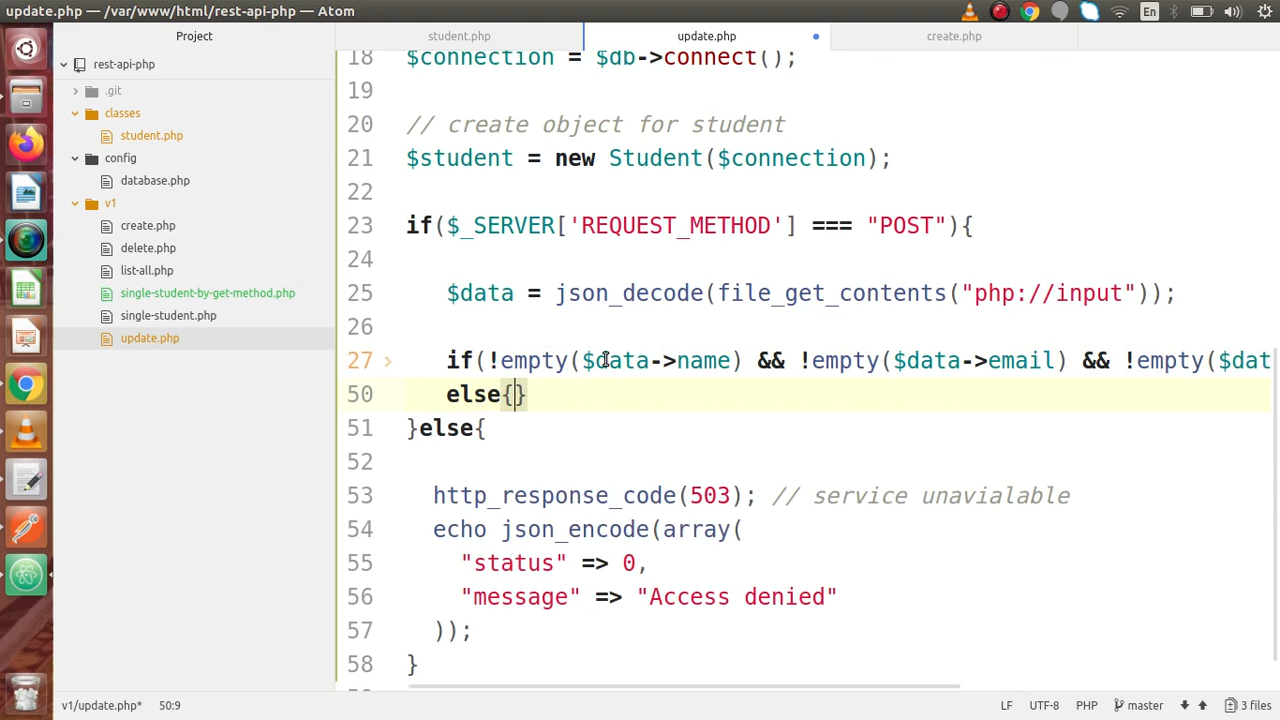 update.php — /var/www/html/rest-api-php — Atom
En
Project
rest-api-php
.git
classes
student.php
config
database.php
v1
create.php
delete.php
list-all.php
single-student-by-get-method.php
single-student.php
update.php
student.php
update.php
create.php
18 $connection = $db->connect();
19
20 // create object for student
21 $student = new Student($connection);
22
23 if($_SERVER['REQUEST_METHOD'] === "POST"){
24
25 $data = json_decode(file_get_contents("php://input"));
26
27 if(!empty($data->name) && !empty($data->email) && !empty($dat
50 else{}
51 }else{
52
53 http_response_code(503); // service unavialable
54 echo json_encode(array(
55 "status" => 0,
56 "message" => "Access denied"
57 ));
58 }
v1/update.php* 50:9
LF UTF-8 PHP master 3 files